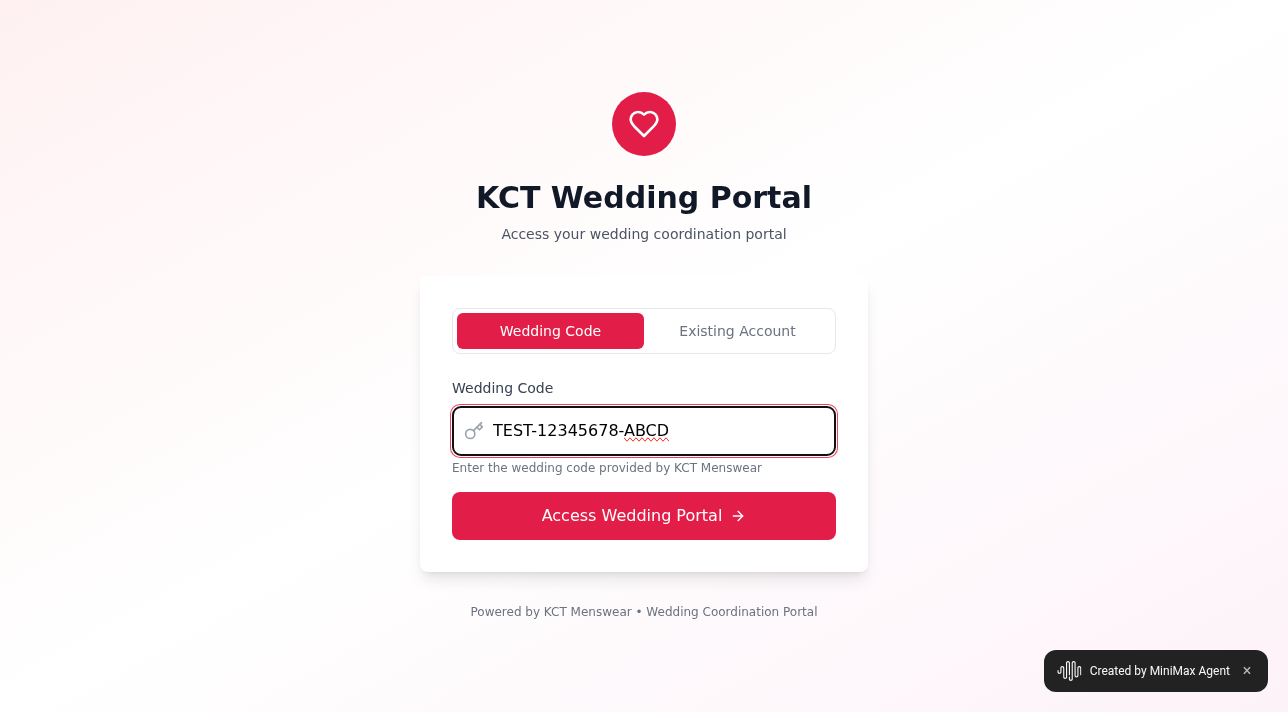 KCT Wedding Portal
Access your wedding coordination portal
Wedding Code
Existing Account
Wedding Code
TEST-12345678-ABCD
Enter the wedding code provided by KCT Menswear
Access Wedding Portal →
Powered by KCT Menswear • Wedding Coordination Portal
Created by MiniMax Agent ×